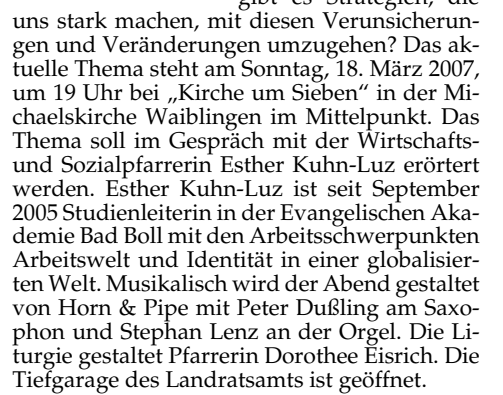 gibt es Strategien, die
uns stark machen, mit diesen Verunsicherun-
gen und Veränderungen umzugehen? Das ak-
tuelle Thema steht am Sonntag, 18. März 2007,
um 19 Uhr bei „Kirche um Sieben“ in der Mi-
chaelskirche Waiblingen im Mittelpunkt. Das
Thema soll im Gespräch mit der Wirtschafts-
und Sozialpfarrerin Esther Kuhn-Luz erörtert
werden. Esther Kuhn-Luz ist seit September
2005 Studienleiterin in der Evangelischen Aka-
demie Bad Boll mit den Arbeitsschwerpunkten
Arbeitswelt und Identität in einer globalisier-
ten Welt. Musikalisch wird der Abend gestaltet
von Horn & Pipe mit Peter Dußling am Saxo-
phon und Stephan Lenz an der Orgel. Die Li-
turgie gestaltet Pfarrerin Dorothee Eisrich. Die
Tiefgarage des Landratsamts ist geöffnet.